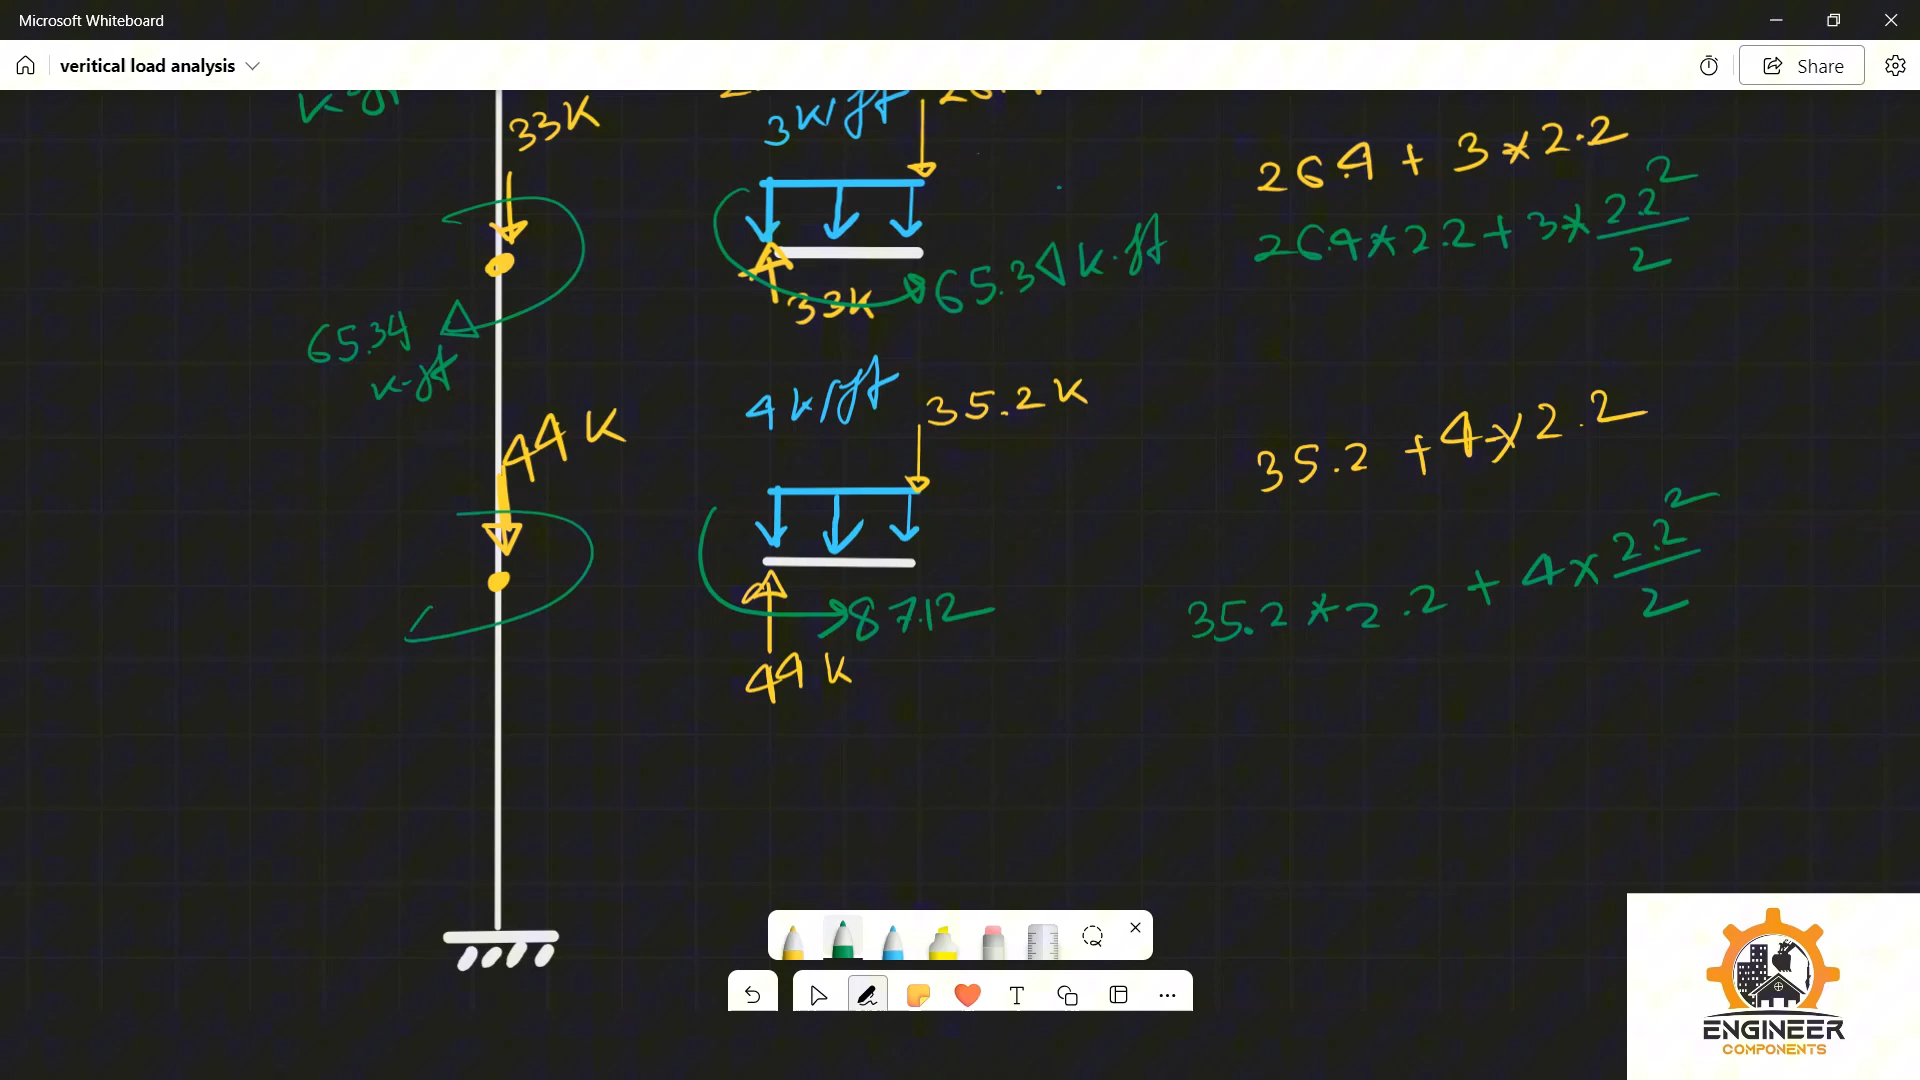 Microsoft Whiteboard
veritical load analysis
Share
k-ft
33K
3K/ft
26.4 + 3*2.2
26.4*2.2+3*2.2²/2
33K
65.34 K.ft
65.34
K-ft
44 K
4 K/ft
35.2 K
35.2 + 4*2.2
35.2*2.2 + 4*2.2²/2
87.12
44 K
ENGINEER
COMPONENTS